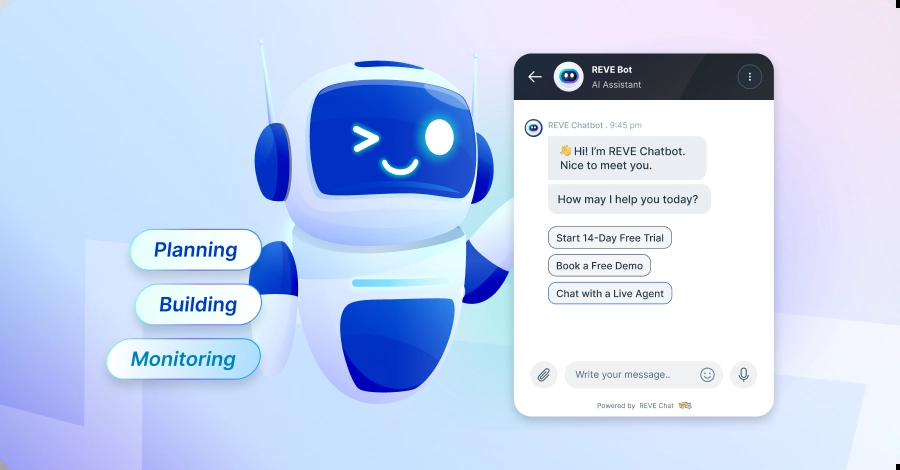 Planning
Building
Monitoring
REVE Bot
AI Assistant
REVE Chatbot . 9:45 pm
👋 Hi! I'm REVE Chatbot.
Nice to meet you.
How may I help you today?
Start 14-Day Free Trial
Book a Free Demo
Chat with a Live Agent
Write your message..
Powered by REVE Chat